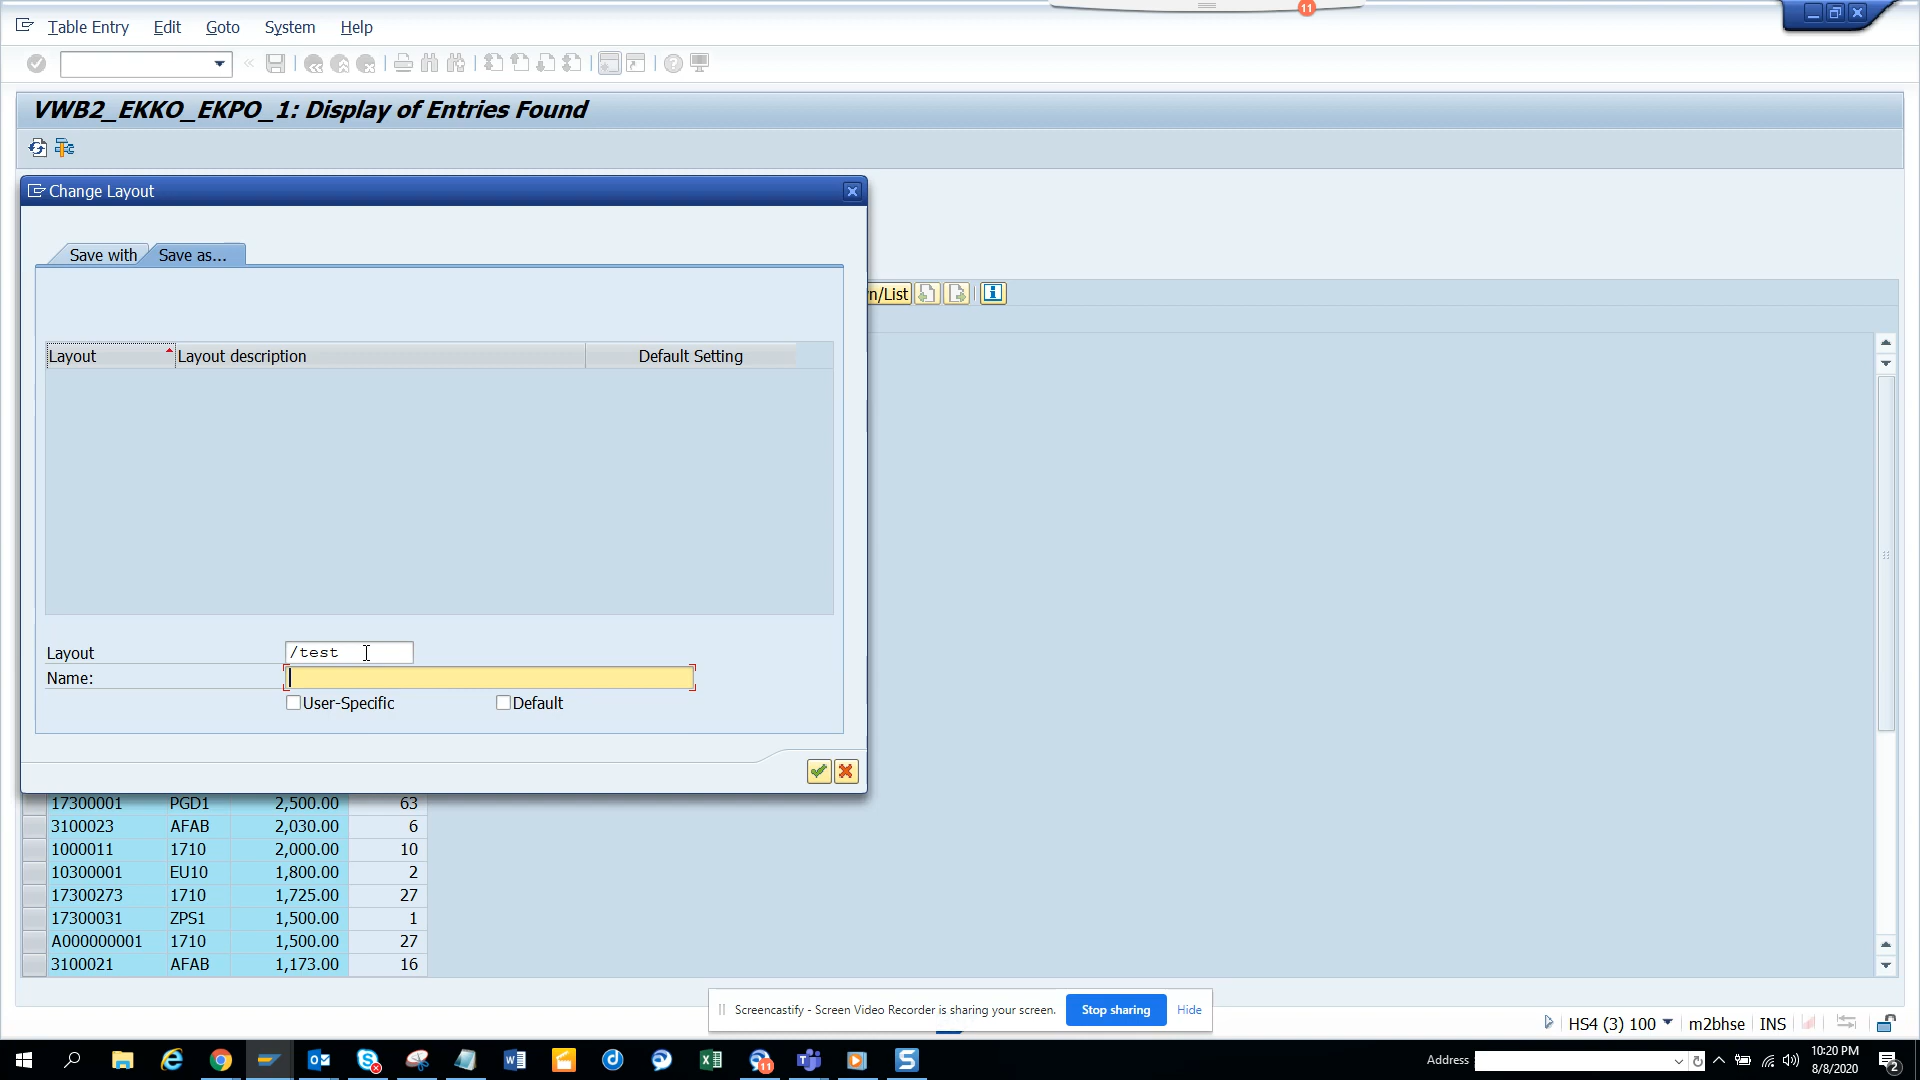 11
Table Entry Edit Goto System Help
VWB2_EKKO_EKPO_1: Display of Entries Found
Change Layout
Save with Save as...
n/List
Layout Layout description Default Setting
Layout /test
Name:
User-Specific Default
17300001 PGD1 2,500.00 63
3100023 AFAB 2,030.00 6
1000011 1710 2,000.00 10
10300001 EU10 1,800.00 2
17300273 1710 1,725.00 27
17300031 ZPS1 1,500.00 1
A000000001 1710 1,500.00 27
3100021 AFAB 1,173.00 16
Screencastify - Screen Video Recorder is sharing your screen. Stop sharing Hide
HS4 (3) 100 m2bhse INS
Address
11
10:20 PM
8/8/2020
2